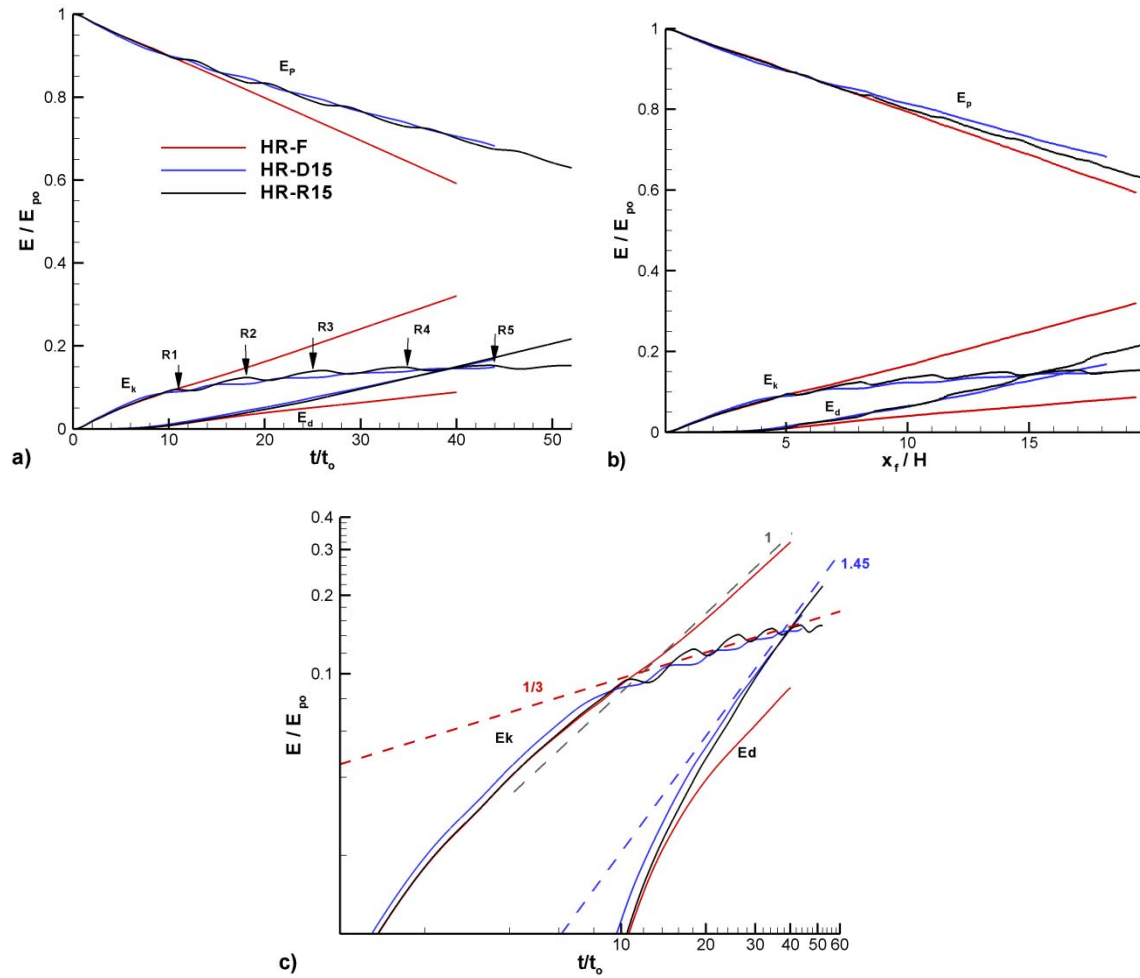 1
0.8
0.6
0.4
0.2
0
E / E_po
E_P
HR-F
HR-D15
HR-R15
R1
R2
R3
R4
R5
E_k
E_d
0 10 20 30 40 50
a)
t/t_o
1
0.8
0.6
0.4
0.2
0
E / E_po
E_p
E_k
E_d
5 10 15
b)
x_f / H
0.4
0.3
0.2
0.1
E / E_po
1
1.45
1/3
Ek
Ed
10 20 30 40 50 60
c)
t/t_o